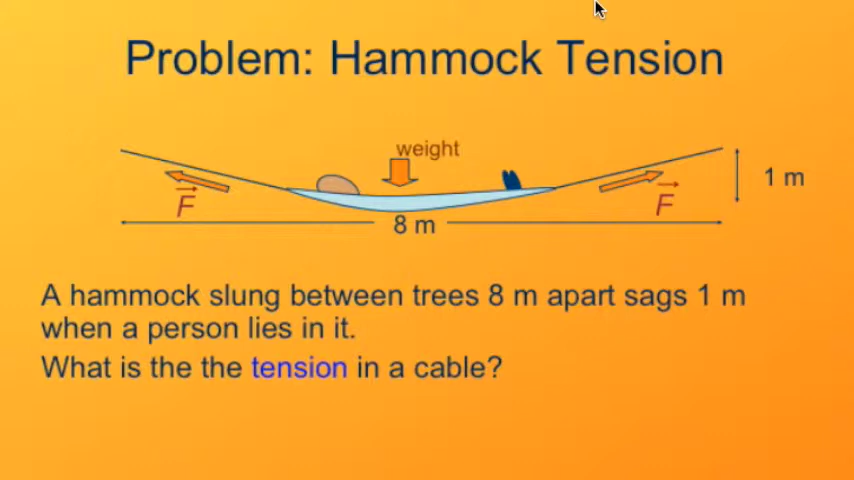 Problem: Hammock Tension
weight
1 m
F
F
8 m
A hammock slung between trees 8 m apart sags 1 m
when a person lies in it.
What is the the tension in a cable?